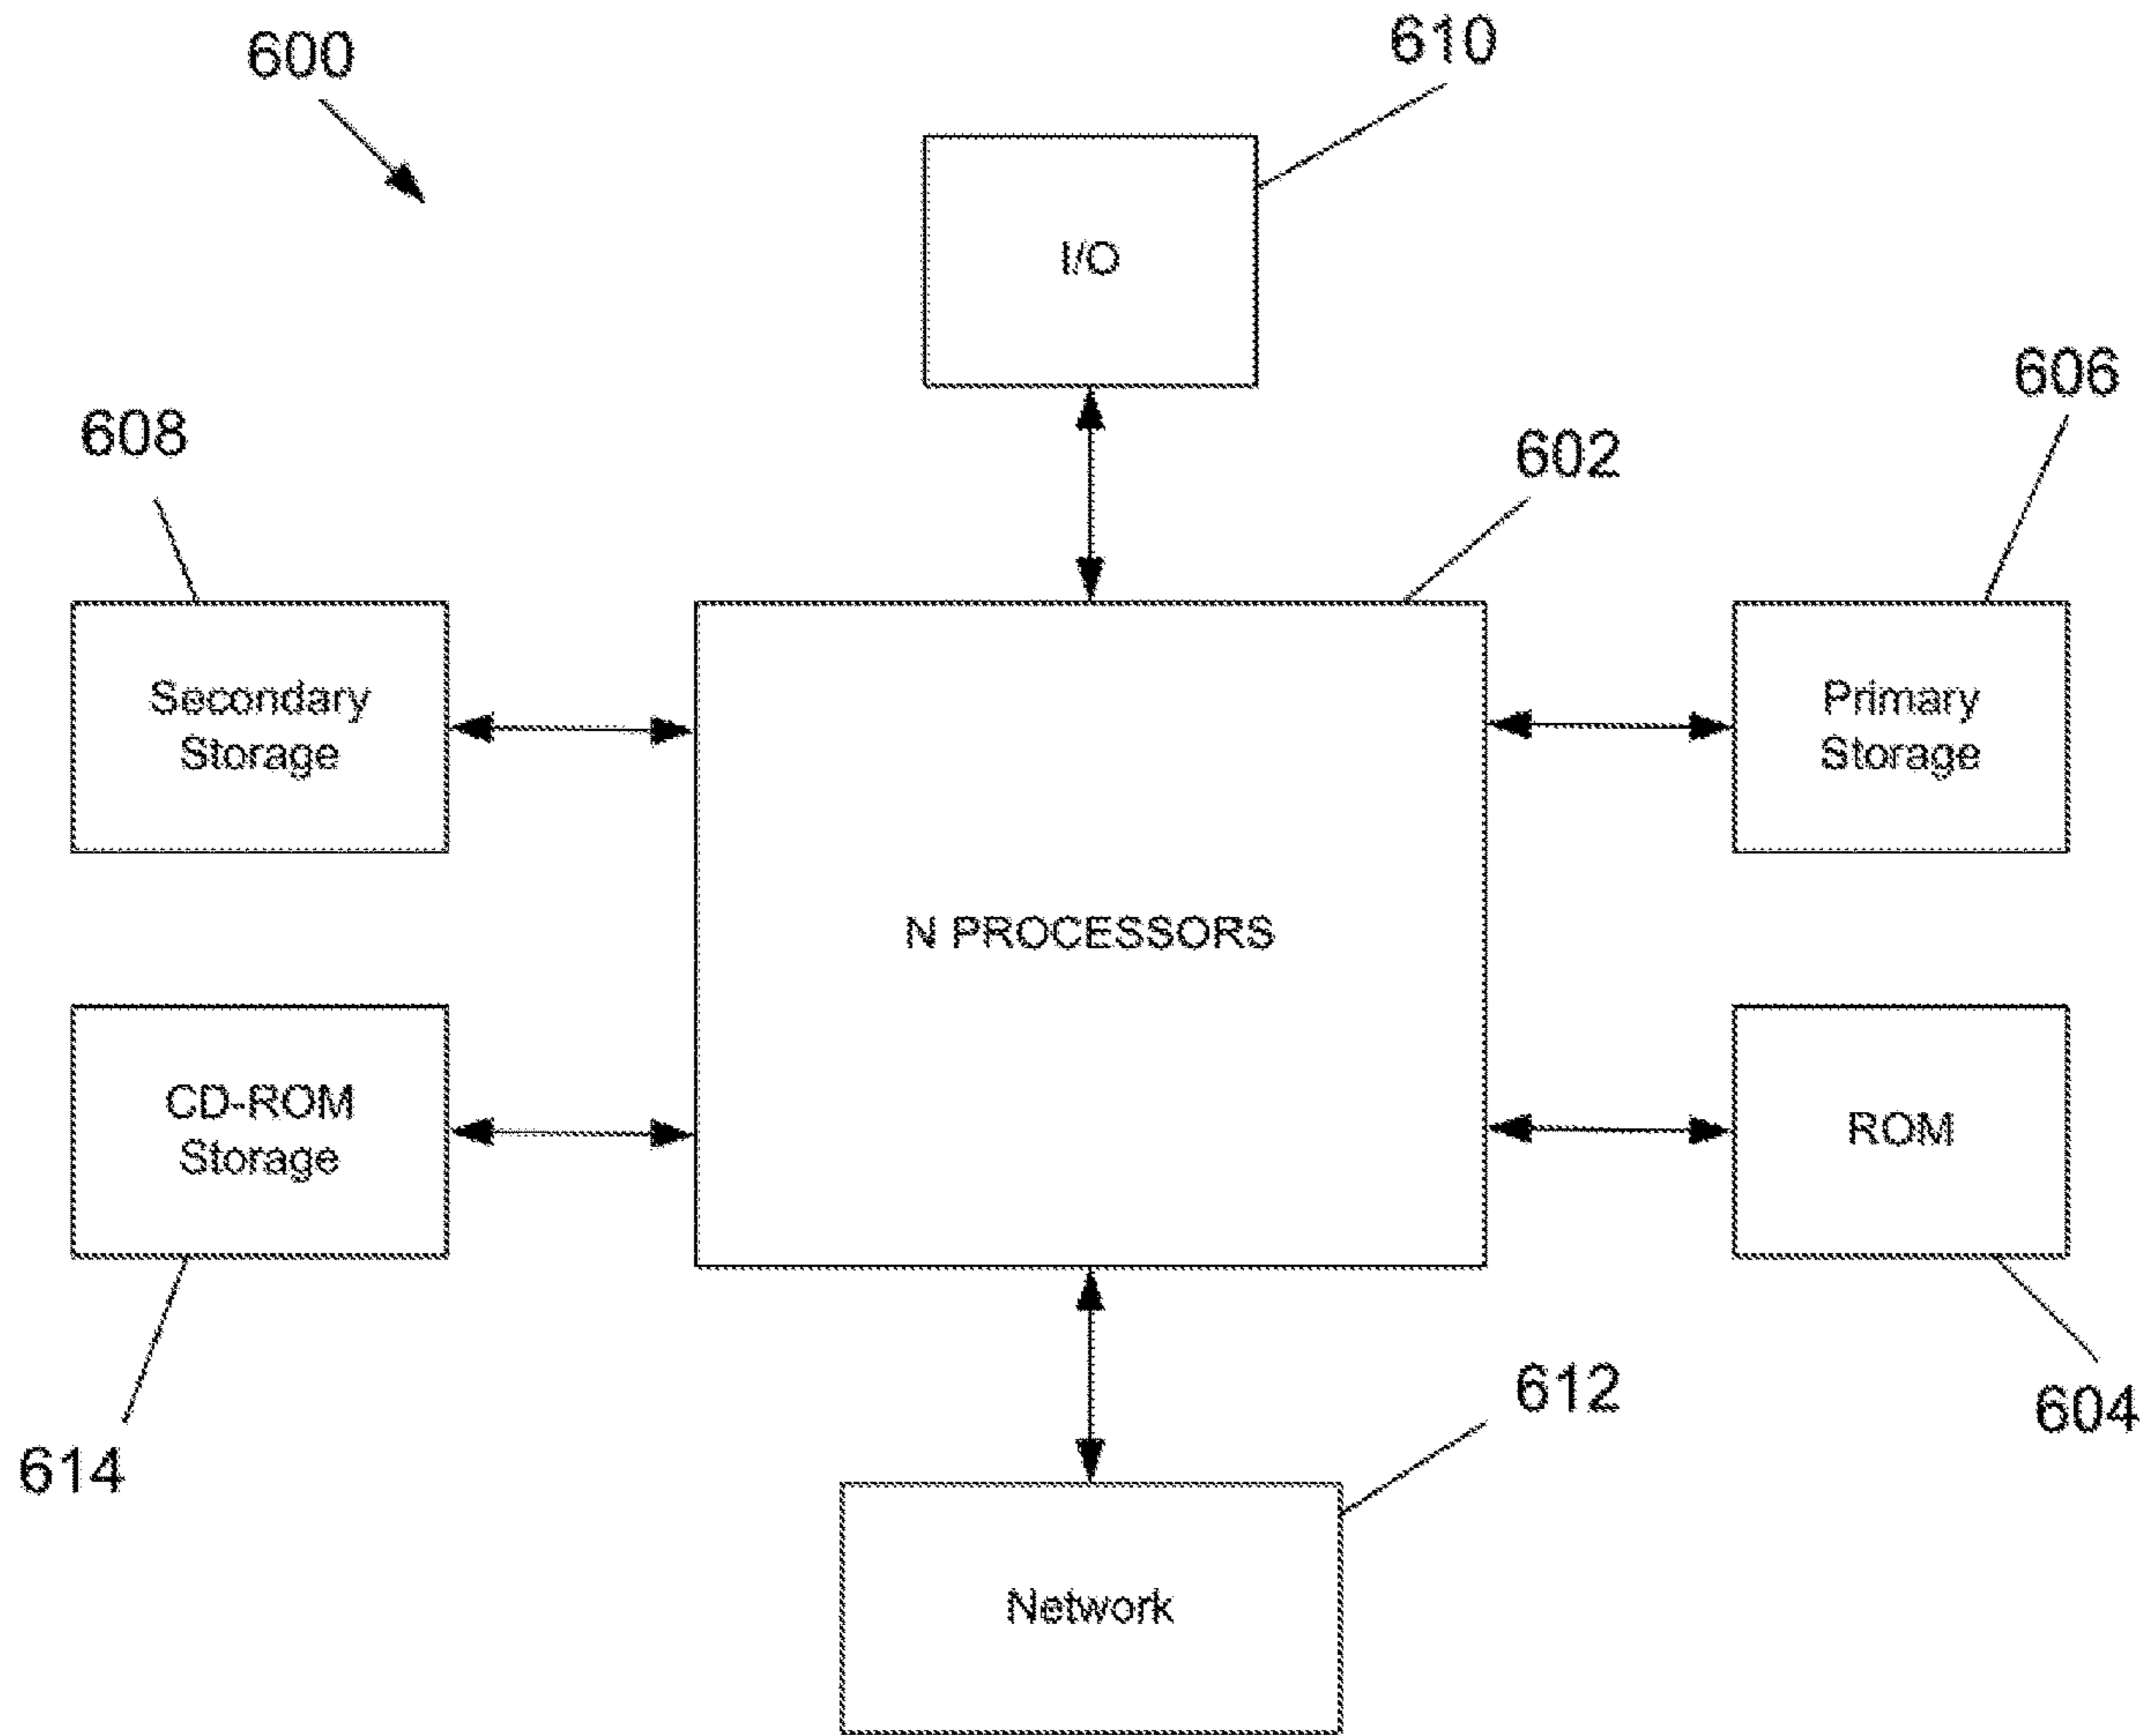 600
610
I/O
606
608
602
Secondary
Storage
Primary
Storage
N PROCESSORS
CD-ROM
Storage
ROM
612
604
614
Network